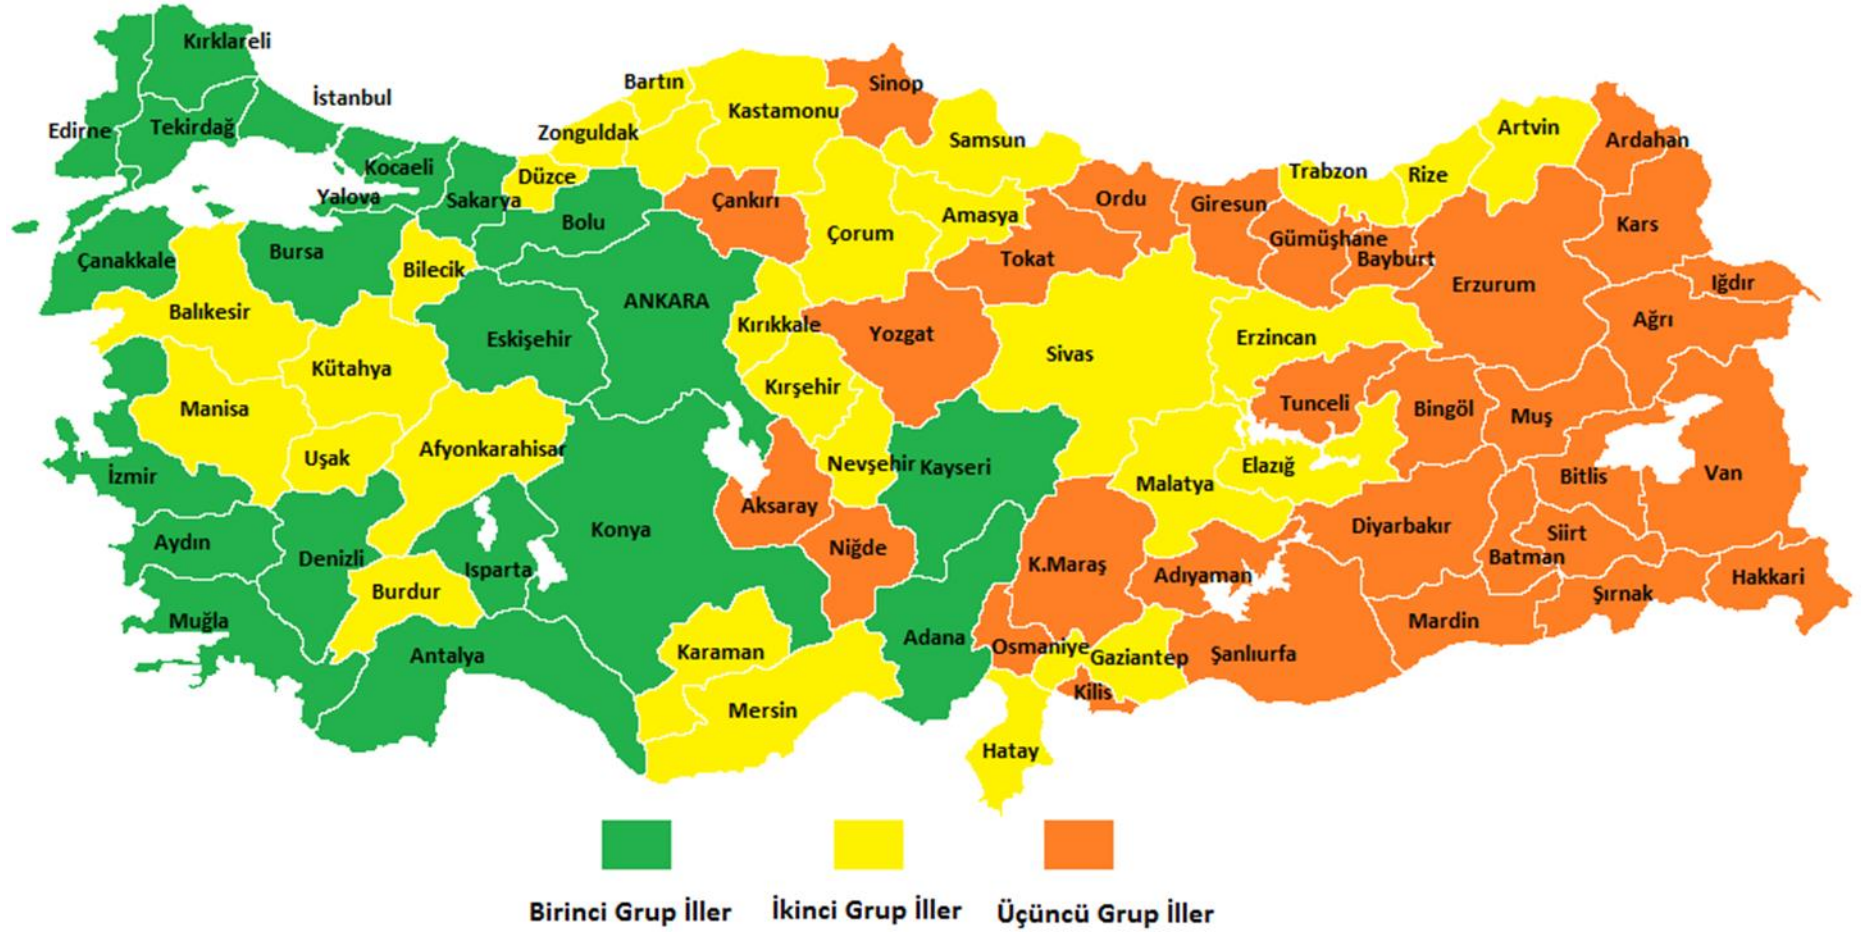 Kırklareli
İstanbul
Edirne
Tekirdağ
Kocaeli
Yalova
Sakarya
Düzce
Bolu
Zonguldak
Bartın
Kastamonu
Sinop
Samsun
Çankırı
Çorum
Amasya
Tokat
Ordu
Giresun
Trabzon
Rize
Artvin
Ardahan
Gümüşhane
Bayburt
Kars
Erzurum
Iğdır
Ağrı
Çanakkale
Bursa
Bilecik
Balıkesir
Kütahya
Eskişehir
ANKARA
Kırıkkale
Yozgat
Sivas
Erzincan
Kırşehir
Manisa
Uşak
Afyonkarahisar
Nevşehir
Kayseri
Malatya
Elazığ
Tunceli
Bingöl
Muş
Bitlis
Van
İzmir
Aksaray
Konya
Niğde
Aydın
Denizli
Isparta
Burdur
Muğla
Antalya
Karaman
Mersin
Adana
K.Maraş
Adıyaman
Diyarbakır
Batman
Siirt
Şırnak
Hakkari
Mardin
Şanlıurfa
Osmaniye
Gaziantep
Kilis
Hatay
Birinci Grup İller
İkinci Grup İller
Üçüncü Grup İller